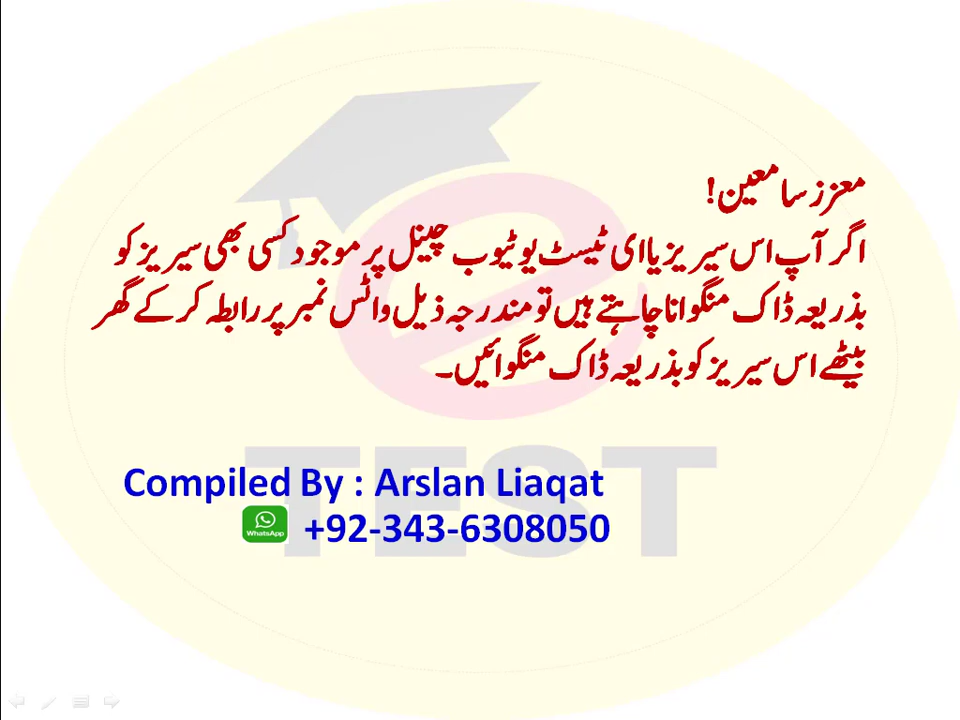 معزز سامعین!
اگر آپ اس سیریز یا ای ٹیسٹ یوٹیوب چینل پر موجود کسی بھی سیریز کو
بذریعہ ڈاک منگوانا چاہتے ہیں تو مندرجہ ذیل واٹس نمبر پر رابطہ کر کے گھر
بیٹھے اس سیریز کو بذریعہ ڈاک منگوائیں۔
Compiled By : Arslan Liaqat
WhatsApp +92-343-6308050
e
TEST